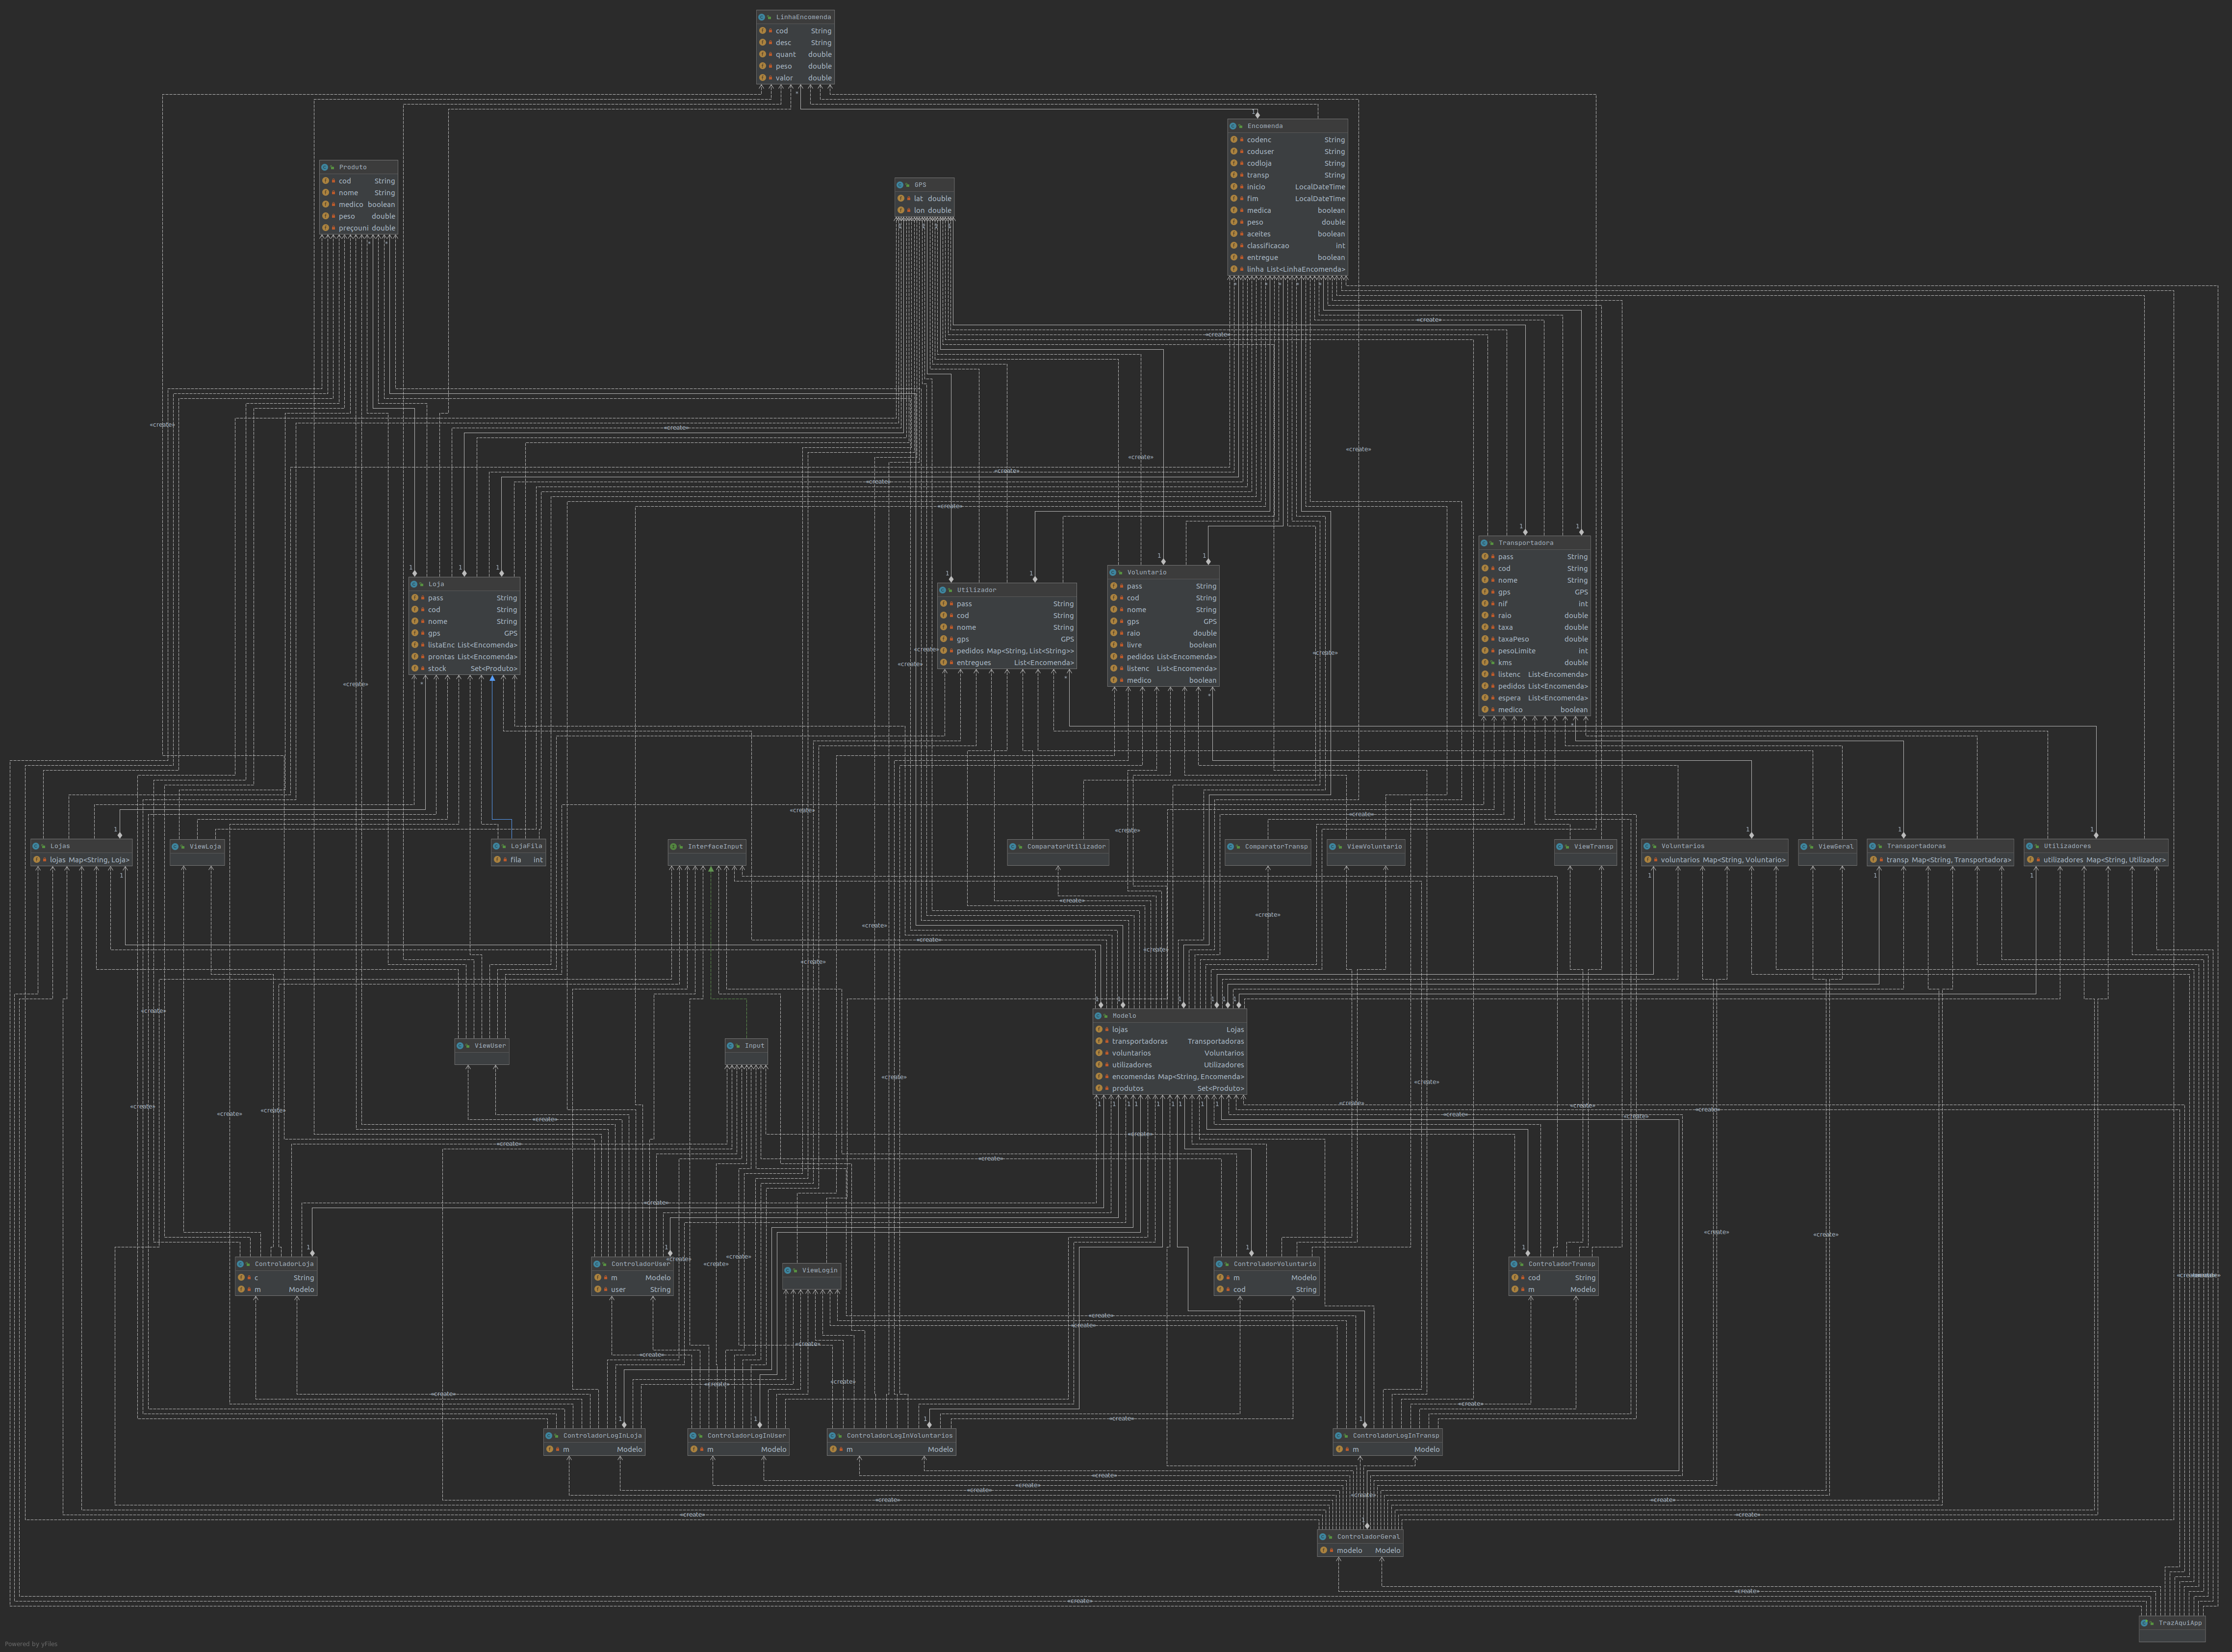 LinhaEncomenda
cod String
desc String
quant double
peso double
valor double
Encomenda
codenc String
coduser String
codloja String
transp String
inicio LocalDateTime
fim LocalDateTime
medica boolean
peso double
aceites boolean
classificacao int
entregue boolean
linha List<LinhaEncomenda>
Produto
cod String
nome String
medico boolean
peso double
preçouni double
GPS
lat double
lon double
Transportadora
pass String
cod String
nome String
gps GPS
nif int
raio double
taxa double
taxaPeso double
pesoLimite int
kms double
listenc List<Encomenda>
pedidos List<Encomenda>
espera List<Encomenda>
medico boolean
Loja
pass String
cod String
nome String
gps GPS
listaEnc List<Encomenda>
prontas List<Encomenda>
stock Set<Produto>
Utilizador
pass String
cod String
nome String
gps GPS
pedidos Map<String, List<String>>
entregues List<Encomenda>
Voluntario
pass String
cod String
nome String
gps GPS
raio double
livre boolean
pedidos List<Encomenda>
listenc List<Encomenda>
medico boolean
Lojas
lojas Map<String, Loja>
ViewLoja
LojaFila
fila int
InterfaceInput
ComparatorUtilizador
ComparatorTransp
ViewVoluntario
ViewTransp
Voluntarios
voluntarios Map<String, Voluntario>
ViewGeral
Transportadoras
transp Map<String, Transportadora>
Utilizadores
utilizadores Map<String, Utilizador>
Modelo
lojas Lojas
transportadoras Transportadoras
voluntarios Voluntarios
utilizadores Utilizadores
encomendas Map<String, Encomenda>
produtos Set<Produto>
ViewUser
Input
ControladorLoja
c String
m Modelo
ControladorUser
m Modelo
user String
ViewLogin
ControladorVoluntario
m Modelo
cod String
ControladorTransp
cod String
m Modelo
ControladorLogInLoja
m Modelo
ControladorLogInUser
m Modelo
ControladorLogInVoluntarios
m Modelo
ControladorLogInTransp
m Modelo
ControladorGeral
modelo Modelo
TrazAquiApp
«create»
Powered by yFiles